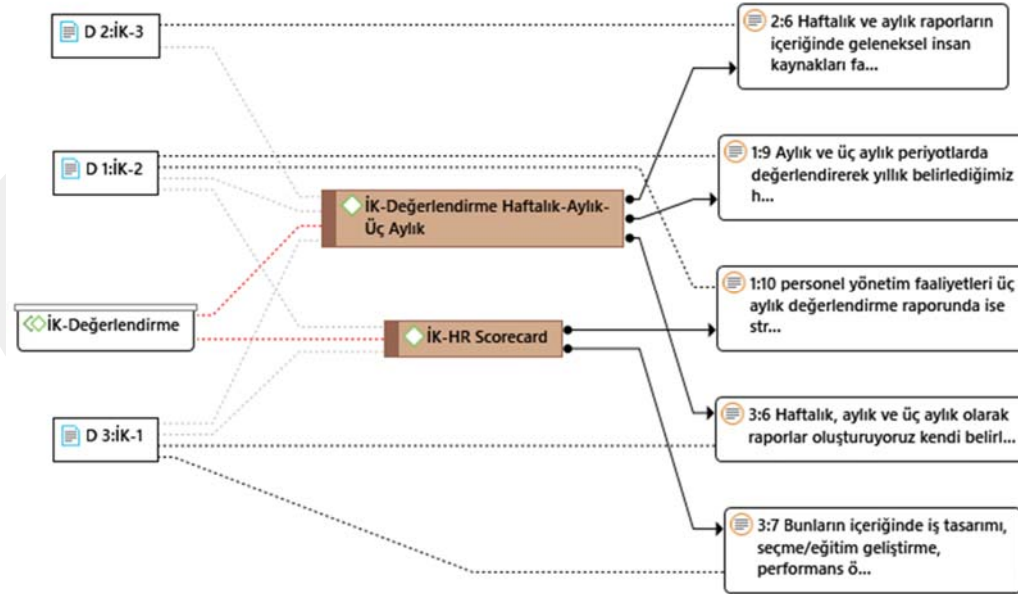 D 2:İK-3
2:6 Haftalık ve aylık raporların
içeriğinde geleneksel insan
kaynakları fa...
D 1:İK-2
1:9 Aylık ve üç aylık periyotlarda
değerlendirerek yıllık belirlediğimiz
h...
İK-Değerlendirme Haftalık-Aylık-
Üç Aylık
1:10 personel yönetim faaliyetleri üç
aylık değerlendirme raporunda ise
str...
İK-Değerlendirme
İK-HR Scorecard
D 3:İK-1
3:6 Haftalık, aylık ve üç aylık olarak
raporlar oluşturuyoruz kendi belirl...
3:7 Bunların içeriğinde iş tasarımı,
seçme/eğitim geliştirme,
performans ö...